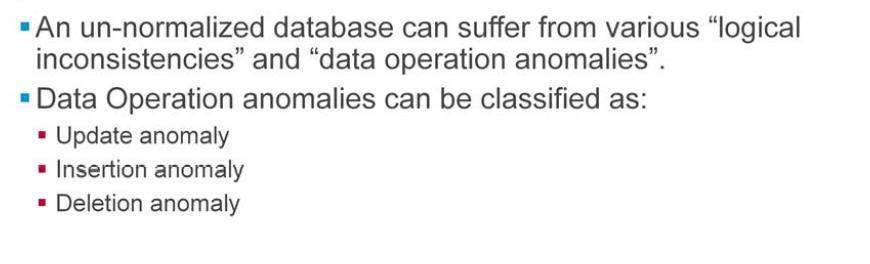 ▪ An un-normalized database can suffer from various “logical
inconsistencies” and “data operation anomalies”.
▪ Data Operation anomalies can be classified as:
▪ Update anomaly
▪ Insertion anomaly
▪ Deletion anomaly